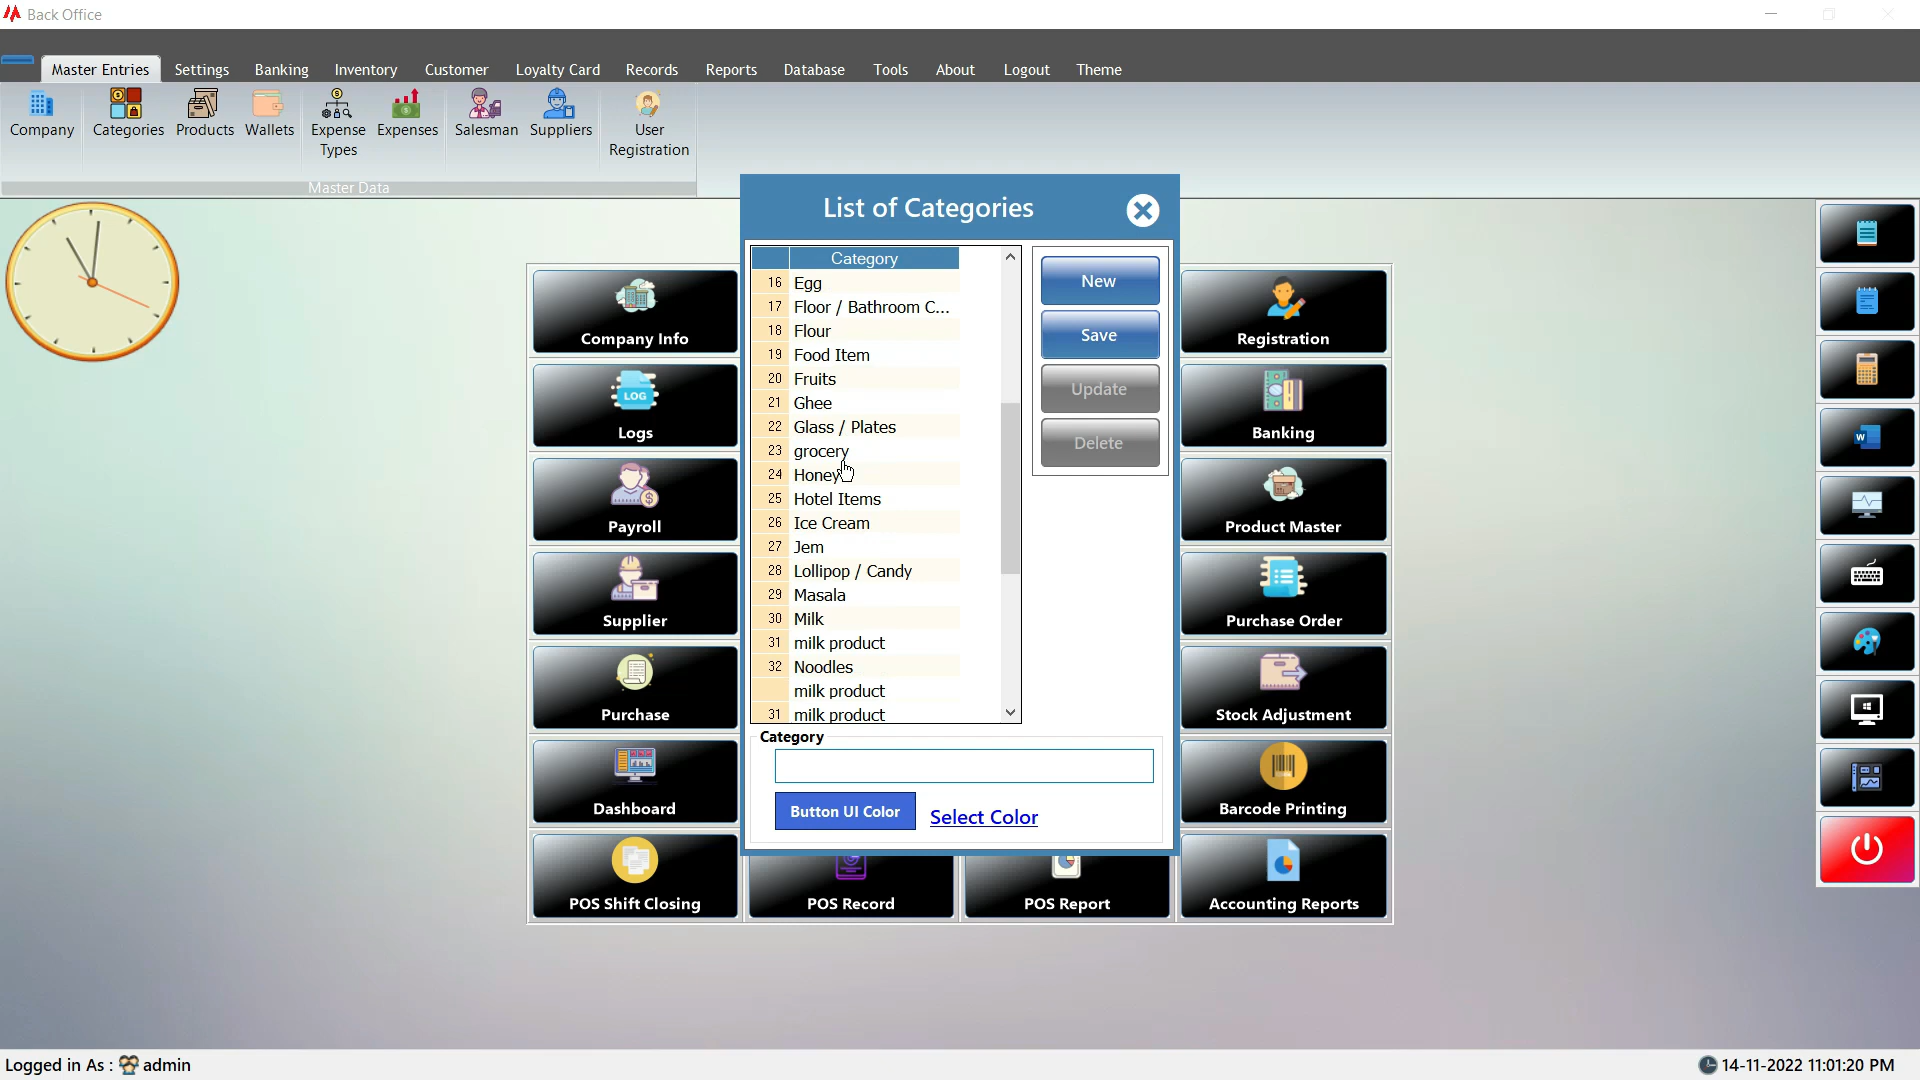 Back Office
Master Entries Settings Banking Inventory Customer Loyalty Card Records Reports Database Tools About Logout Theme
Company Categories Products Wallets Expense Types Expenses Salesman Suppliers User Registration
Master Data
List of Categories
Category
16 Egg
17 Floor / Bathroom C...
18 Flour
19 Food Item
20 Fruits
21 Ghee
22 Glass / Plates
23 grocery
24 Honey
25 Hotel Items
26 Ice Cream
27 Jem
28 Lollipop / Candy
29 Masala
30 Milk
31 milk product
32 Noodles
milk product
31 milk product
New
Save
Update
Delete
Category
Button UI Color Select Color
Company Info
LOG
Logs
Payroll
Supplier
Purchase
Dashboard
POS Shift Closing
POS Record
POS Report
Registration
Banking
Product Master
Purchase Order
Stock Adjustment
Barcode Printing
Accounting Reports
W
Logged in As : admin
14-11-2022 11:01:20 PM